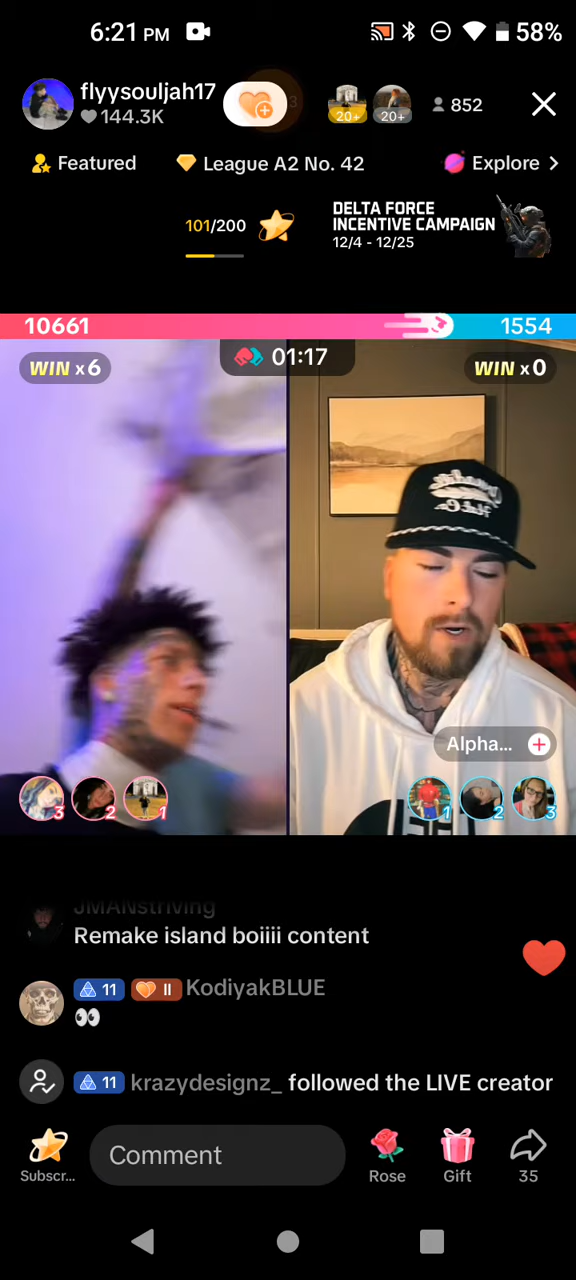 6:21 PM
58%
flyysouljah17
144.3K
20+
20+
852
Featured
League A2 No. 42
Explore
101/200
DELTA FORCE
INCENTIVE CAMPAIGN
12/4 - 12/25
10661
1554
WIN x6
01:17
WIN x0
Alpha...
3
2
1
1
2
3
JMANstriving
Remake island boiiii content
11
II
KodiyakBLUE
👀
11 krazydesignz_ followed the LIVE creator
Subscr...
Comment
Rose
Gift
35